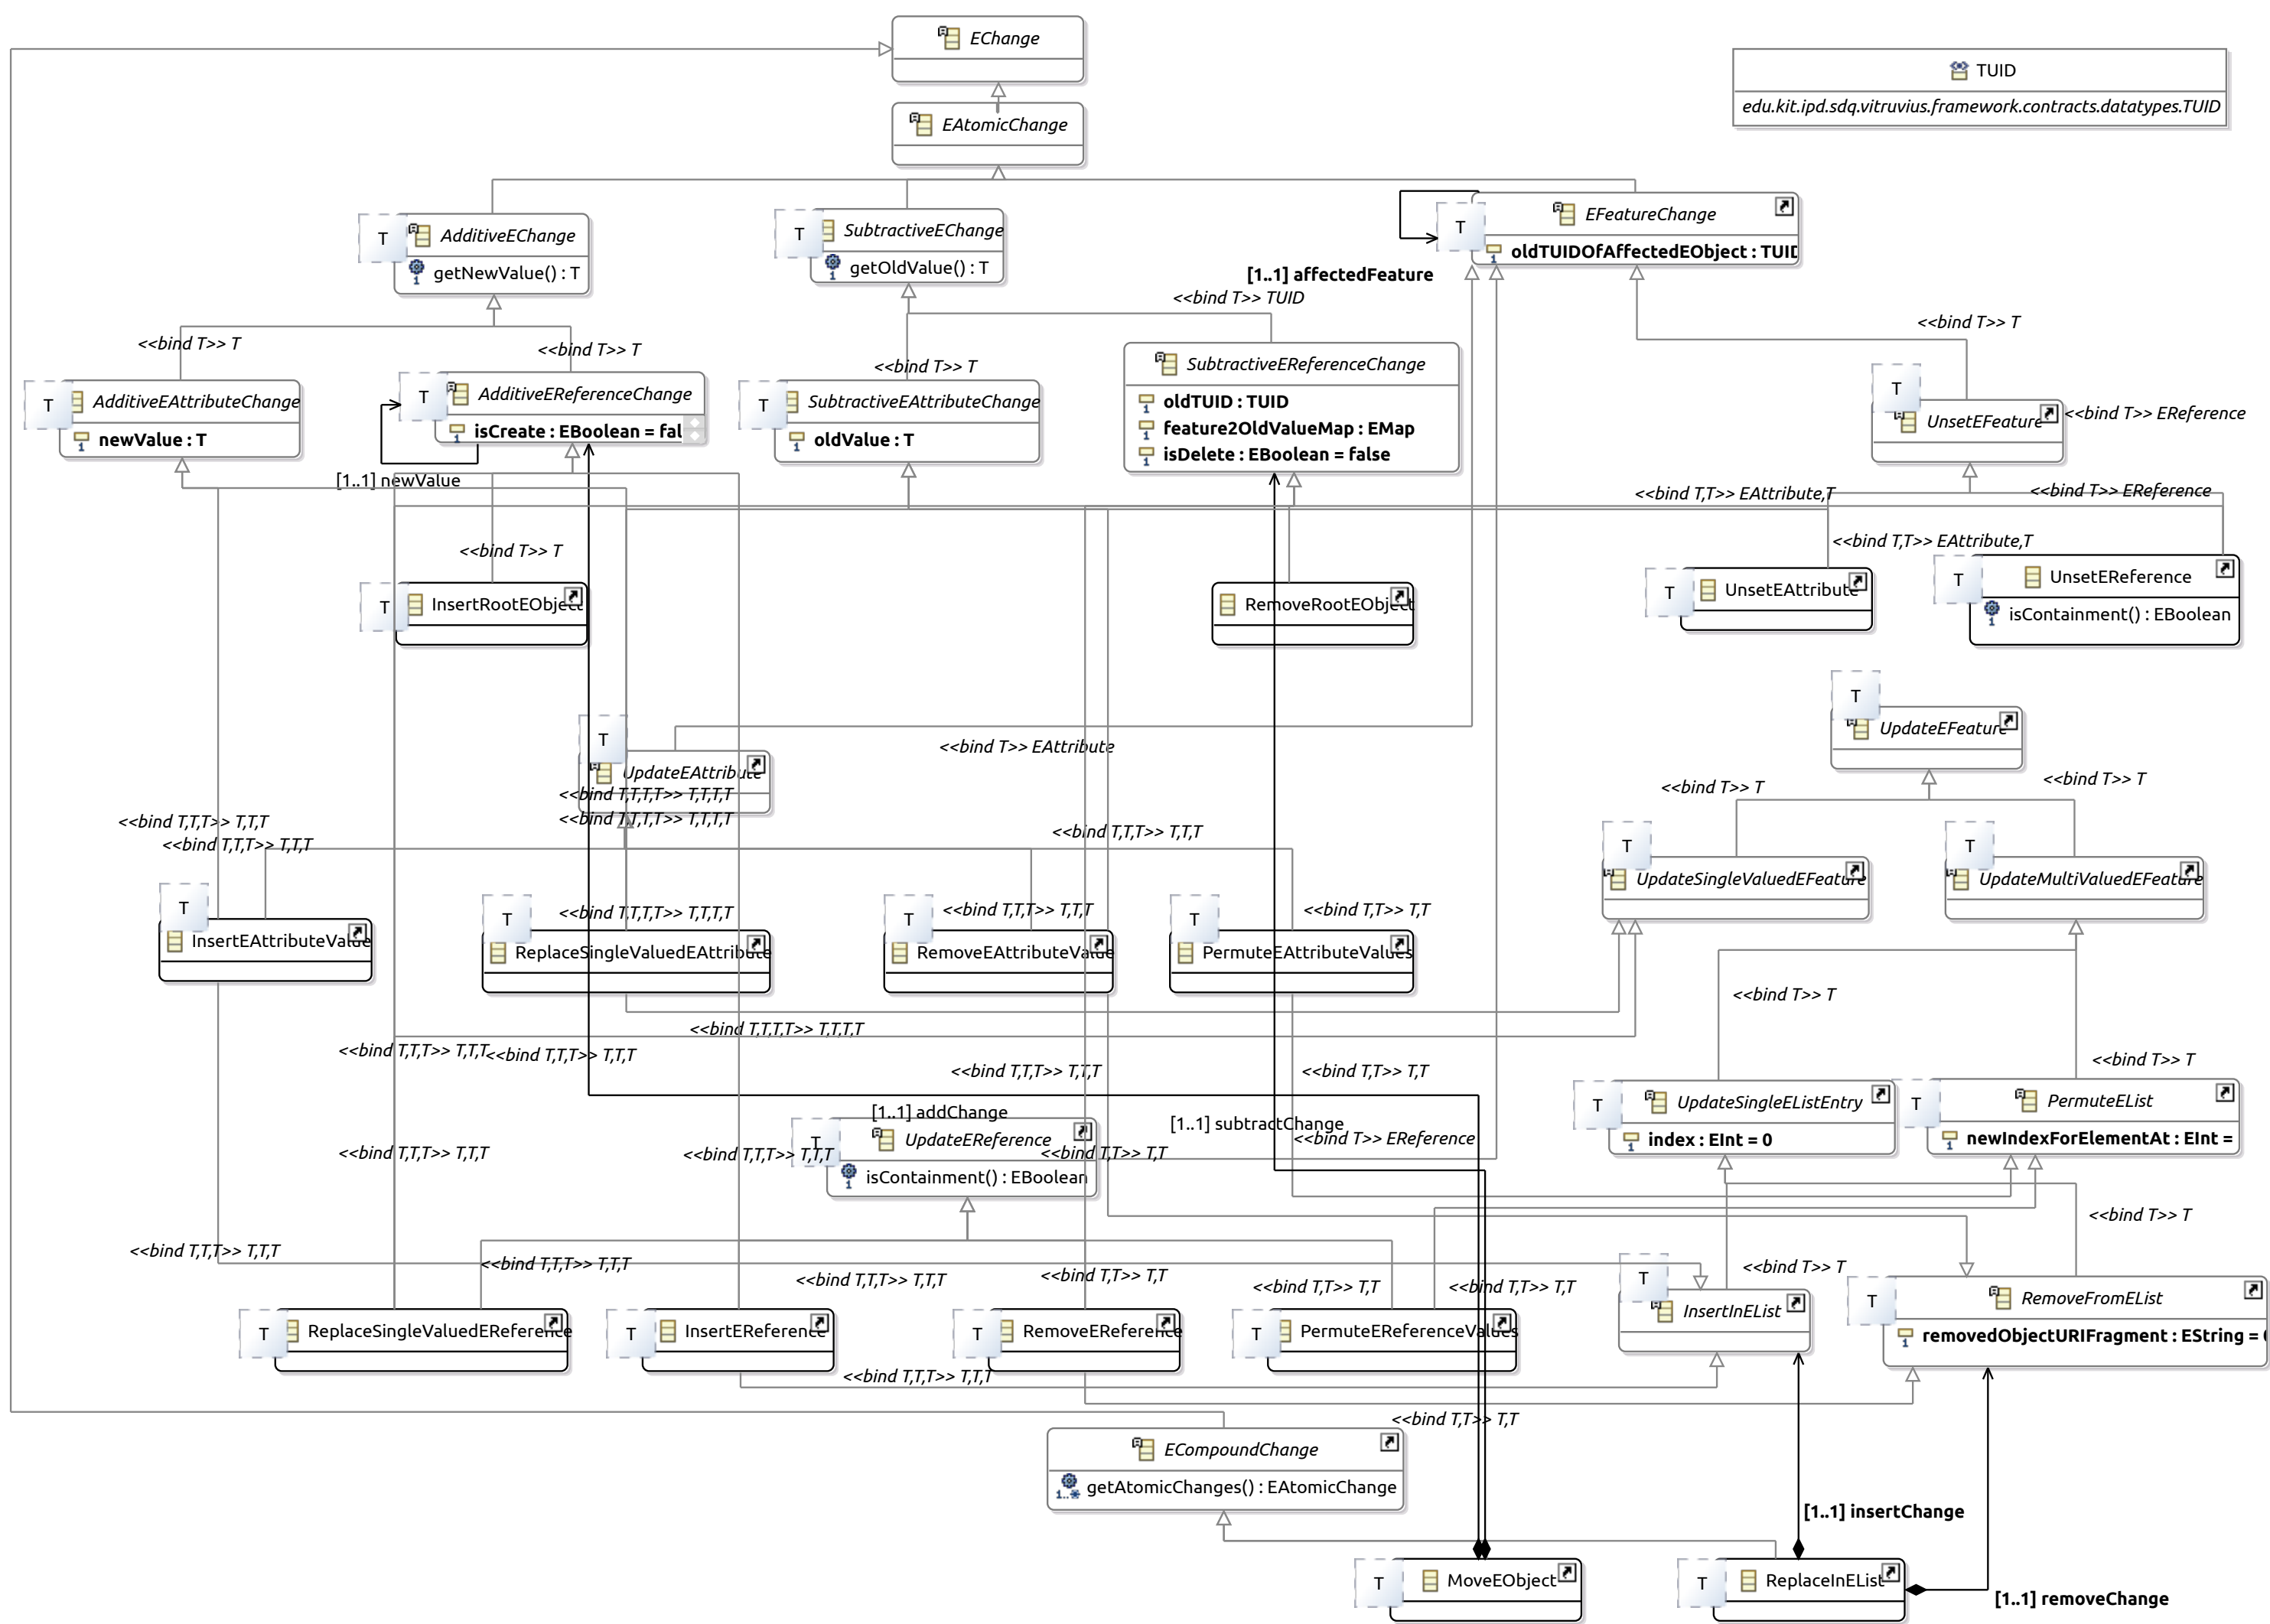 EChange
TUID
edu.kit.ipd.sdq.vitruvius.framework.contracts.datatypes.TUID
EAtomicChange
T
AdditiveEChange
getNewValue() : T
T
SubtractiveEChange
getOldValue() : T
T
EFeatureChange
oldTUIDOfAffectedEObject : TUID
[1..1] affectedFeature
<<bind T>> TUID
<<bind T>> T
<<bind T>> T
<<bind T>> T
<<bind T>> T
T
AdditiveEAttributeChange
newValue : T
T
AdditiveEReferenceChange
isCreate : EBoolean = fal
[1..1] newValue
T
SubtractiveEAttributeChange
oldValue : T
SubtractiveEReferenceChange
oldTUID : TUID
feature2OldValueMap : EMap
isDelete : EBoolean = false
T
UnsetEFeature
<<bind T>> EReference
<<bind T,T>> EAttribute,T
<<bind T>> EReference
<<bind T,T>> EAttribute,T
<<bind T>> T
T
InsertRootEObject
RemoveRootEObject
T
UnsetEAttribute
T
UnsetEReference
isContainment() : EBoolean
T
UpdateEFeature
T
UpdateEAttribute
<<bind T>> EAttribute
<<bind T,T,T,T>> T,T,T,T
<<bind T,T,T,T>> T,T,T,T
<<bind T>> T
<<bind T>> T
<<bind T,T,T>> T,T,T
<<bind T,T,T>> T,T,T
<<bind T,T,T>> T,T,T
T
UpdateSingleValuedEFeature
T
UpdateMultiValuedEFeature
T
InsertEAttributeValue
T
<<bind T,T,T,T>> T,T,T,T
ReplaceSingleValuedEAttribute
T
<<bind T,T,T>> T,T,T
RemoveEAttributeValue
T
<<bind T,T>> T,T
PermuteEAttributeValues
<<bind T>> T
<<bind T,T,T,T>> T,T,T,T
<<bind T,T,T>> T,T,T
<<bind T,T,T>> T,T,T
<<bind T,T,T>> T,T,T
<<bind T,T>> T,T
<<bind T>> T
[1..1] addChange
[1..1] subtractChange
T
UpdateEReference
isContainment() : EBoolean
<<bind T>> EReference
<<bind T,T>> T,T
<<bind T,T,T>> T,T,T
<<bind T,T,T>> T,T,T
T
UpdateSingleEListEntry
index : EInt = 0
T
PermuteEList
newIndexForElementAt : EInt =
<<bind T>> T
<<bind T,T,T>> T,T,T
<<bind T,T,T>> T,T,T
<<bind T,T,T>> T,T,T
<<bind T,T>> T,T
<<bind T,T>> T,T
<<bind T,T>> T,T
<<bind T>> T
T
ReplaceSingleValuedEReference
T
InsertEReference
T
RemoveEReference
T
PermuteEReferenceValues
T
InsertInEList
T
RemoveFromEList
removedObjectURIFragment : EString =
<<bind T,T,T>> T,T,T
<<bind T,T>> T,T
ECompoundChange
getAtomicChanges() : EAtomicChange
[1..1] insertChange
T
MoveEObject
T
ReplaceInEList
[1..1] removeChange